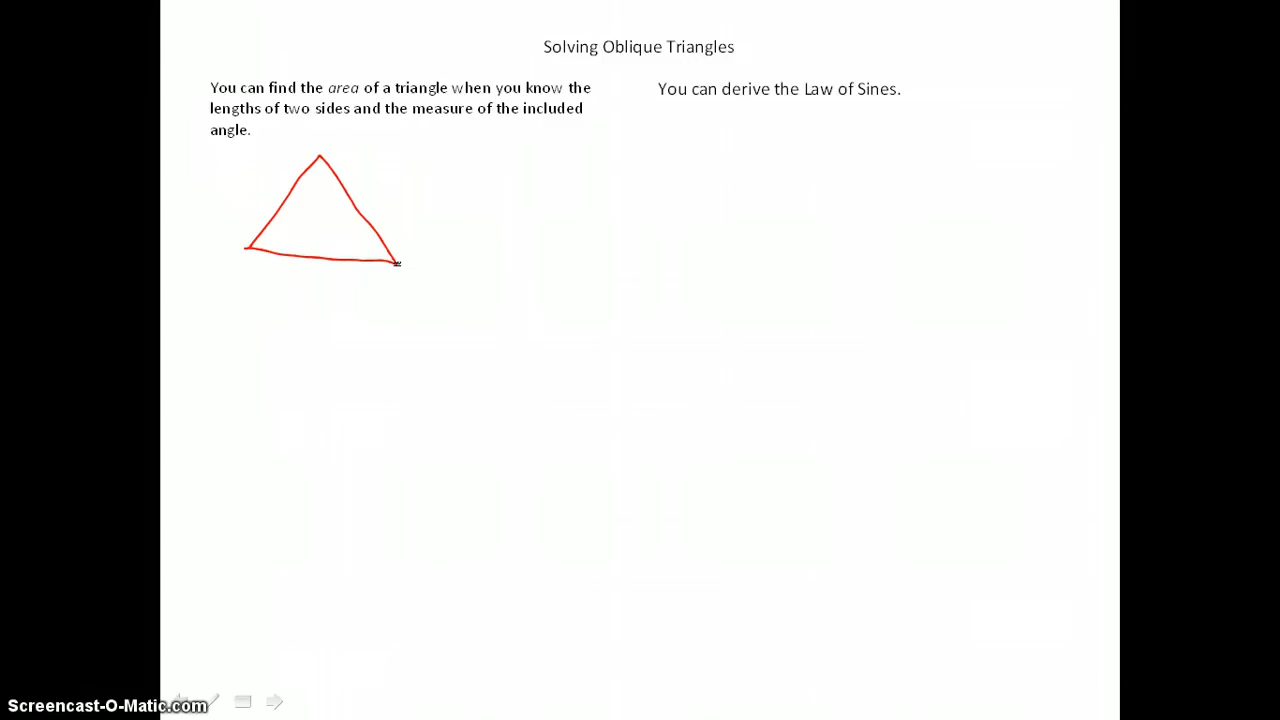 Solving Oblique Triangles
You can find the area of a triangle when you know the
lengths of two sides and the measure of the included
angle.
You can derive the Law of Sines.
Screencast-O-Matic.com